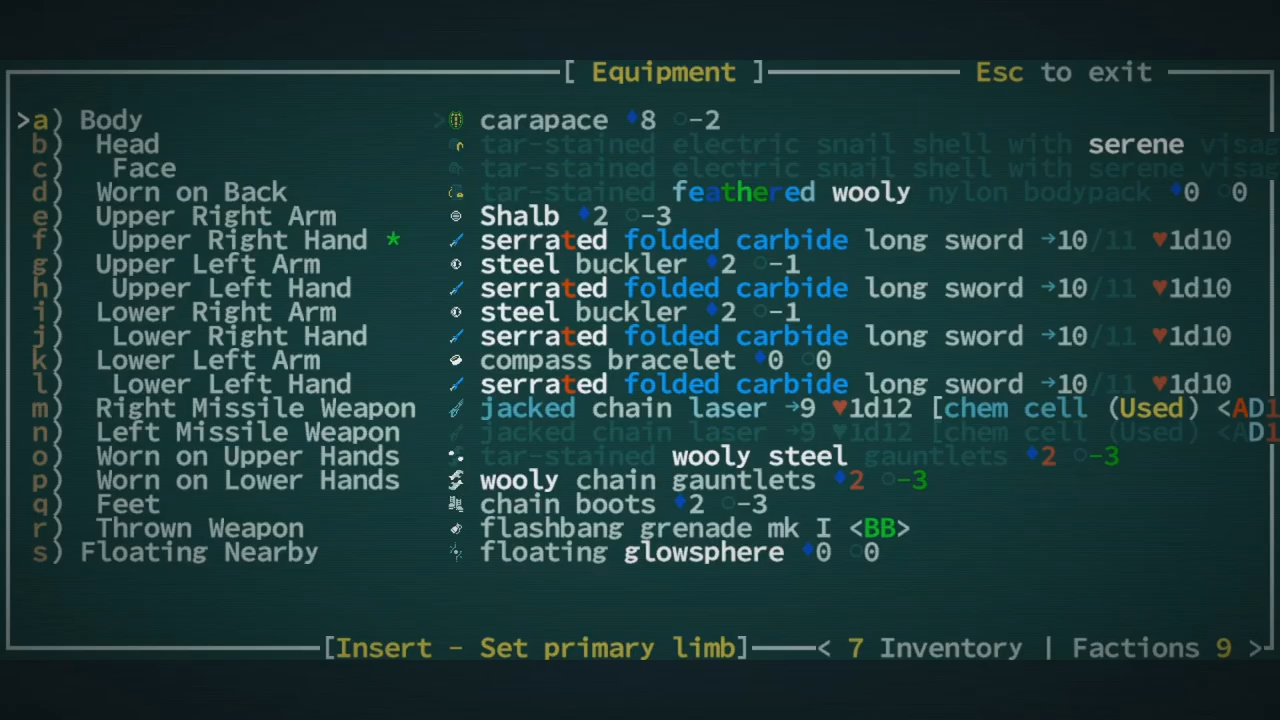 [ Equipment ] Esc to exit
>a) Body > carapace ♦8 ○-2
b) Head tar-stained electric snail shell with serene visag
c) Face tar-stained electric snail shell with serene visag
d) Worn on Back tar-stained feathered wooly nylon bodypack ♦0 ○0
e) Upper Right Arm Shalb ♦2 ○-3
f) Upper Right Hand * serrated folded carbide long sword →10/11 ♥1d10
g) Upper Left Arm steel buckler ♦2 ○-1
h) Upper Left Hand serrated folded carbide long sword →10/11 ♥1d10
i) Lower Right Arm steel buckler ♦2 ○-1
j) Lower Right Hand serrated folded carbide long sword →10/11 ♥1d10
k) Lower Left Arm compass bracelet ♦0 ○0
l) Lower Left Hand serrated folded carbide long sword →10/11 ♥1d10
m) Right Missile Weapon jacked chain laser →9 ♥1d12 [chem cell (Used) <AD1
n) Left Missile Weapon jacked chain laser →9 ♥1d12 [chem cell (Used) <AD1
o) Worn on Upper Hands tar-stained wooly steel gauntlets ♦2 ○-3
p) Worn on Lower Hands wooly chain gauntlets ♦2 ○-3
q) Feet chain boots ♦2 ○-3
r) Thrown Weapon flashbang grenade mk I <BB>
s) Floating Nearby floating glowsphere ♦0 ○0
[Insert - Set primary limb] < 7 Inventory | Factions 9 >